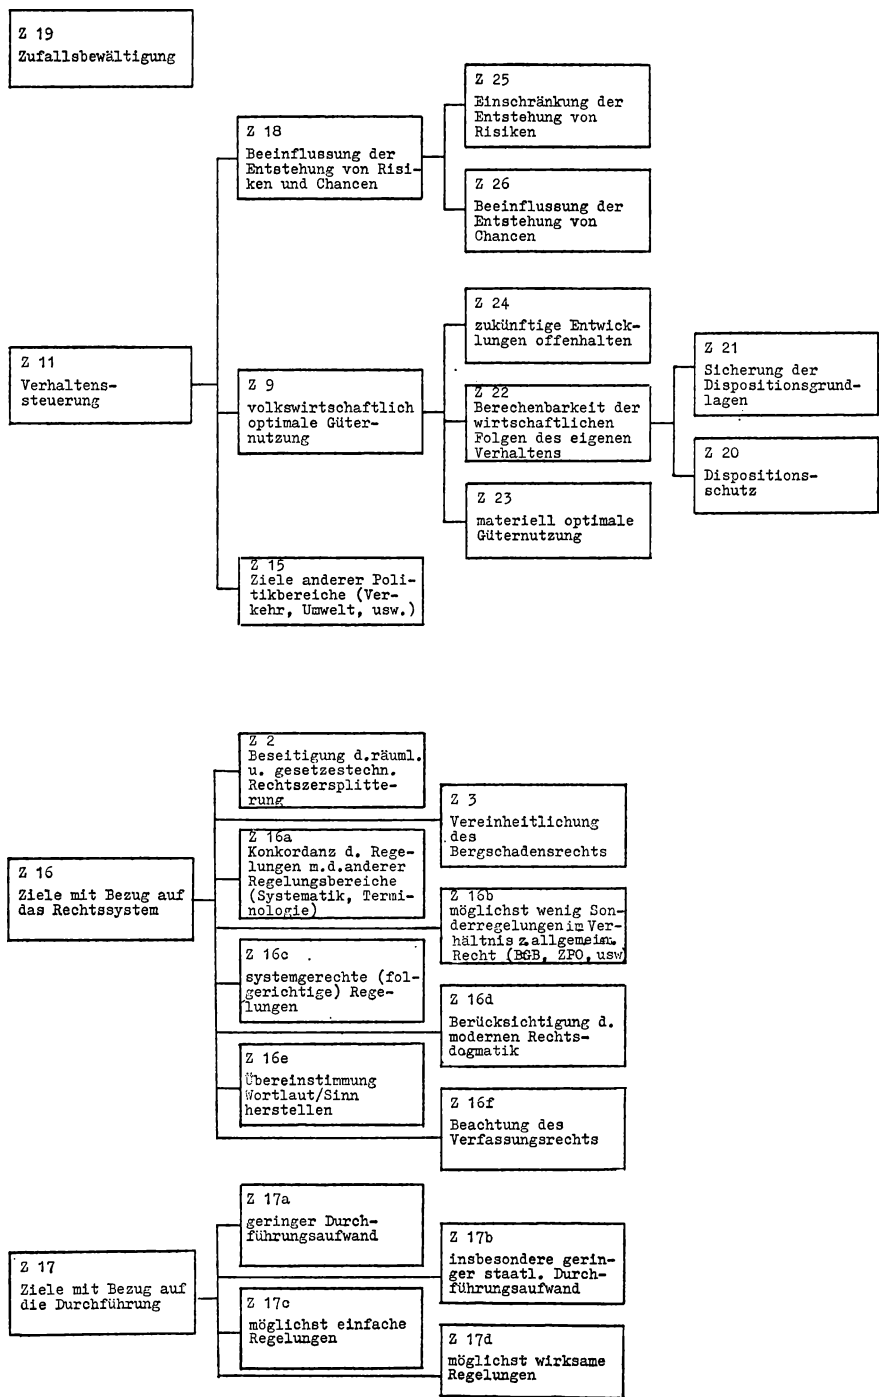 Z 19
Zufallsbewältigung
Z 25
Einschränkung der
Entstehung von
Risiken
Z 18
Beeinflussung der
Entstehung von Risi-
ken und Chancen
Z 26
Beeinflussung der
Entstehung von
Chancen
Z 24
zukünftige Entwick-
lungen offenhalten
Z 11
Verhaltens-
steuerung
Z 9
volkswirtschaftlich
optimale Güter-
nutzung
Z 22
Berechenbarkeit der
wirtschaftlichen
Folgen des eigenen
Verhaltens
Z 21
Sicherung der
Dispositionsgrund-
lagen
Z 20
Dispositions-
schutz
Z 23
materiell optimale
Güternutzung
Z 15
Ziele anderer Poli-
tikbereiche (Ver-
kehr, Umwelt, usw.)
Z 2
Beseitigung d.räuml.
u. gesetzestechn.
Rechtszersplitte-
rung
Z 3
Vereinheitlichung
des
Bergschadensrechts
Z 16a
Konkordanz d. Rege-
lungen m.d.anderer
Regelungsbereiche
(Systematik, Termi-
nologie)
Z 16
Ziele mit Bezug auf
das Rechtssystem
Z 16b
möglichst wenig Son-
derregelungen im Ver-
hältnis z.allgemein.
Recht (BGB, ZPO, usw)
Z 16c
systemgerechte (fol-
gerichtige) Rege-
lungen
Z 16d
Berücksichtigung d.
modernen Rechts-
dogmatik
Z 16e
Übereinstimmung
Wortlaut/Sinn
herstellen
Z 16f
Beachtung des
Verfassungsrechts
Z 17a
geringer Durch-
führungsaufwand
Z 17b
insbesondere gerin-
ger staatl. Durch-
führungsaufwand
Z 17
Ziele mit Bezug auf
die Durchführung
Z 17c
möglichst einfache
Regelungen
Z 17d
möglichst wirksame
Regelungen